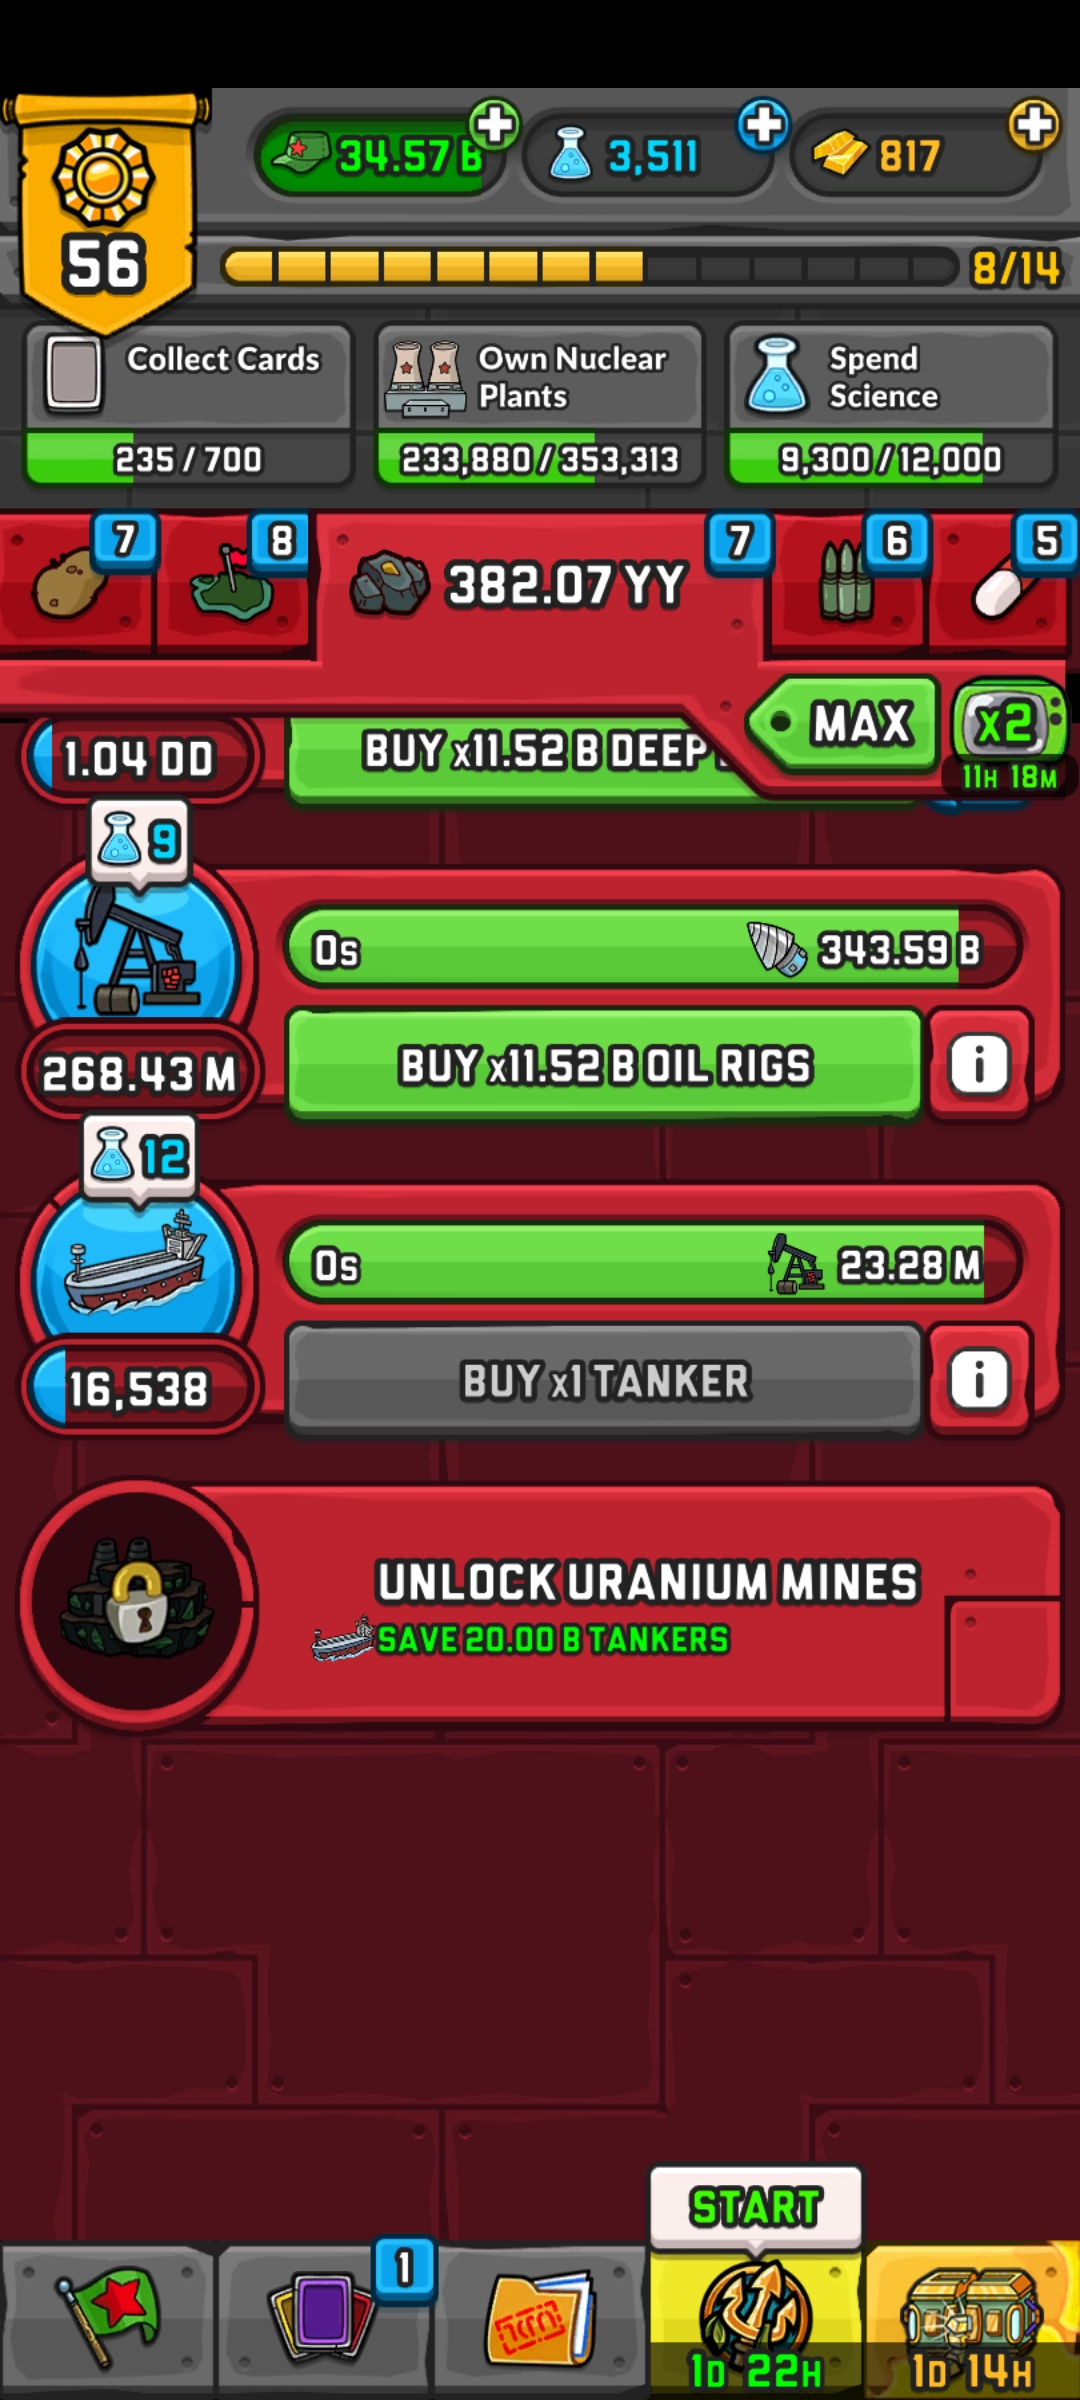 34.57 B
3,511
817
56
8/14
Collect Cards
235 / 700
Own Nuclear
Plants
233,880 / 353,313
Spend
Science
9,300 / 12,000
7
8
382.07 YY
7
6
5
MAX
x2
11H 18M
1.04 DD
BUY x11.52 B DEEP
9
0s
343.59 B
268.43 M
BUY x11.52 B OIL RIGS
i
12
0s
23.28 M
16,538
BUY x1 TANKER
i
UNLOCK URANIUM MINES
SAVE 20.00 B TANKERS
START
1
1D 22H
1D 14H